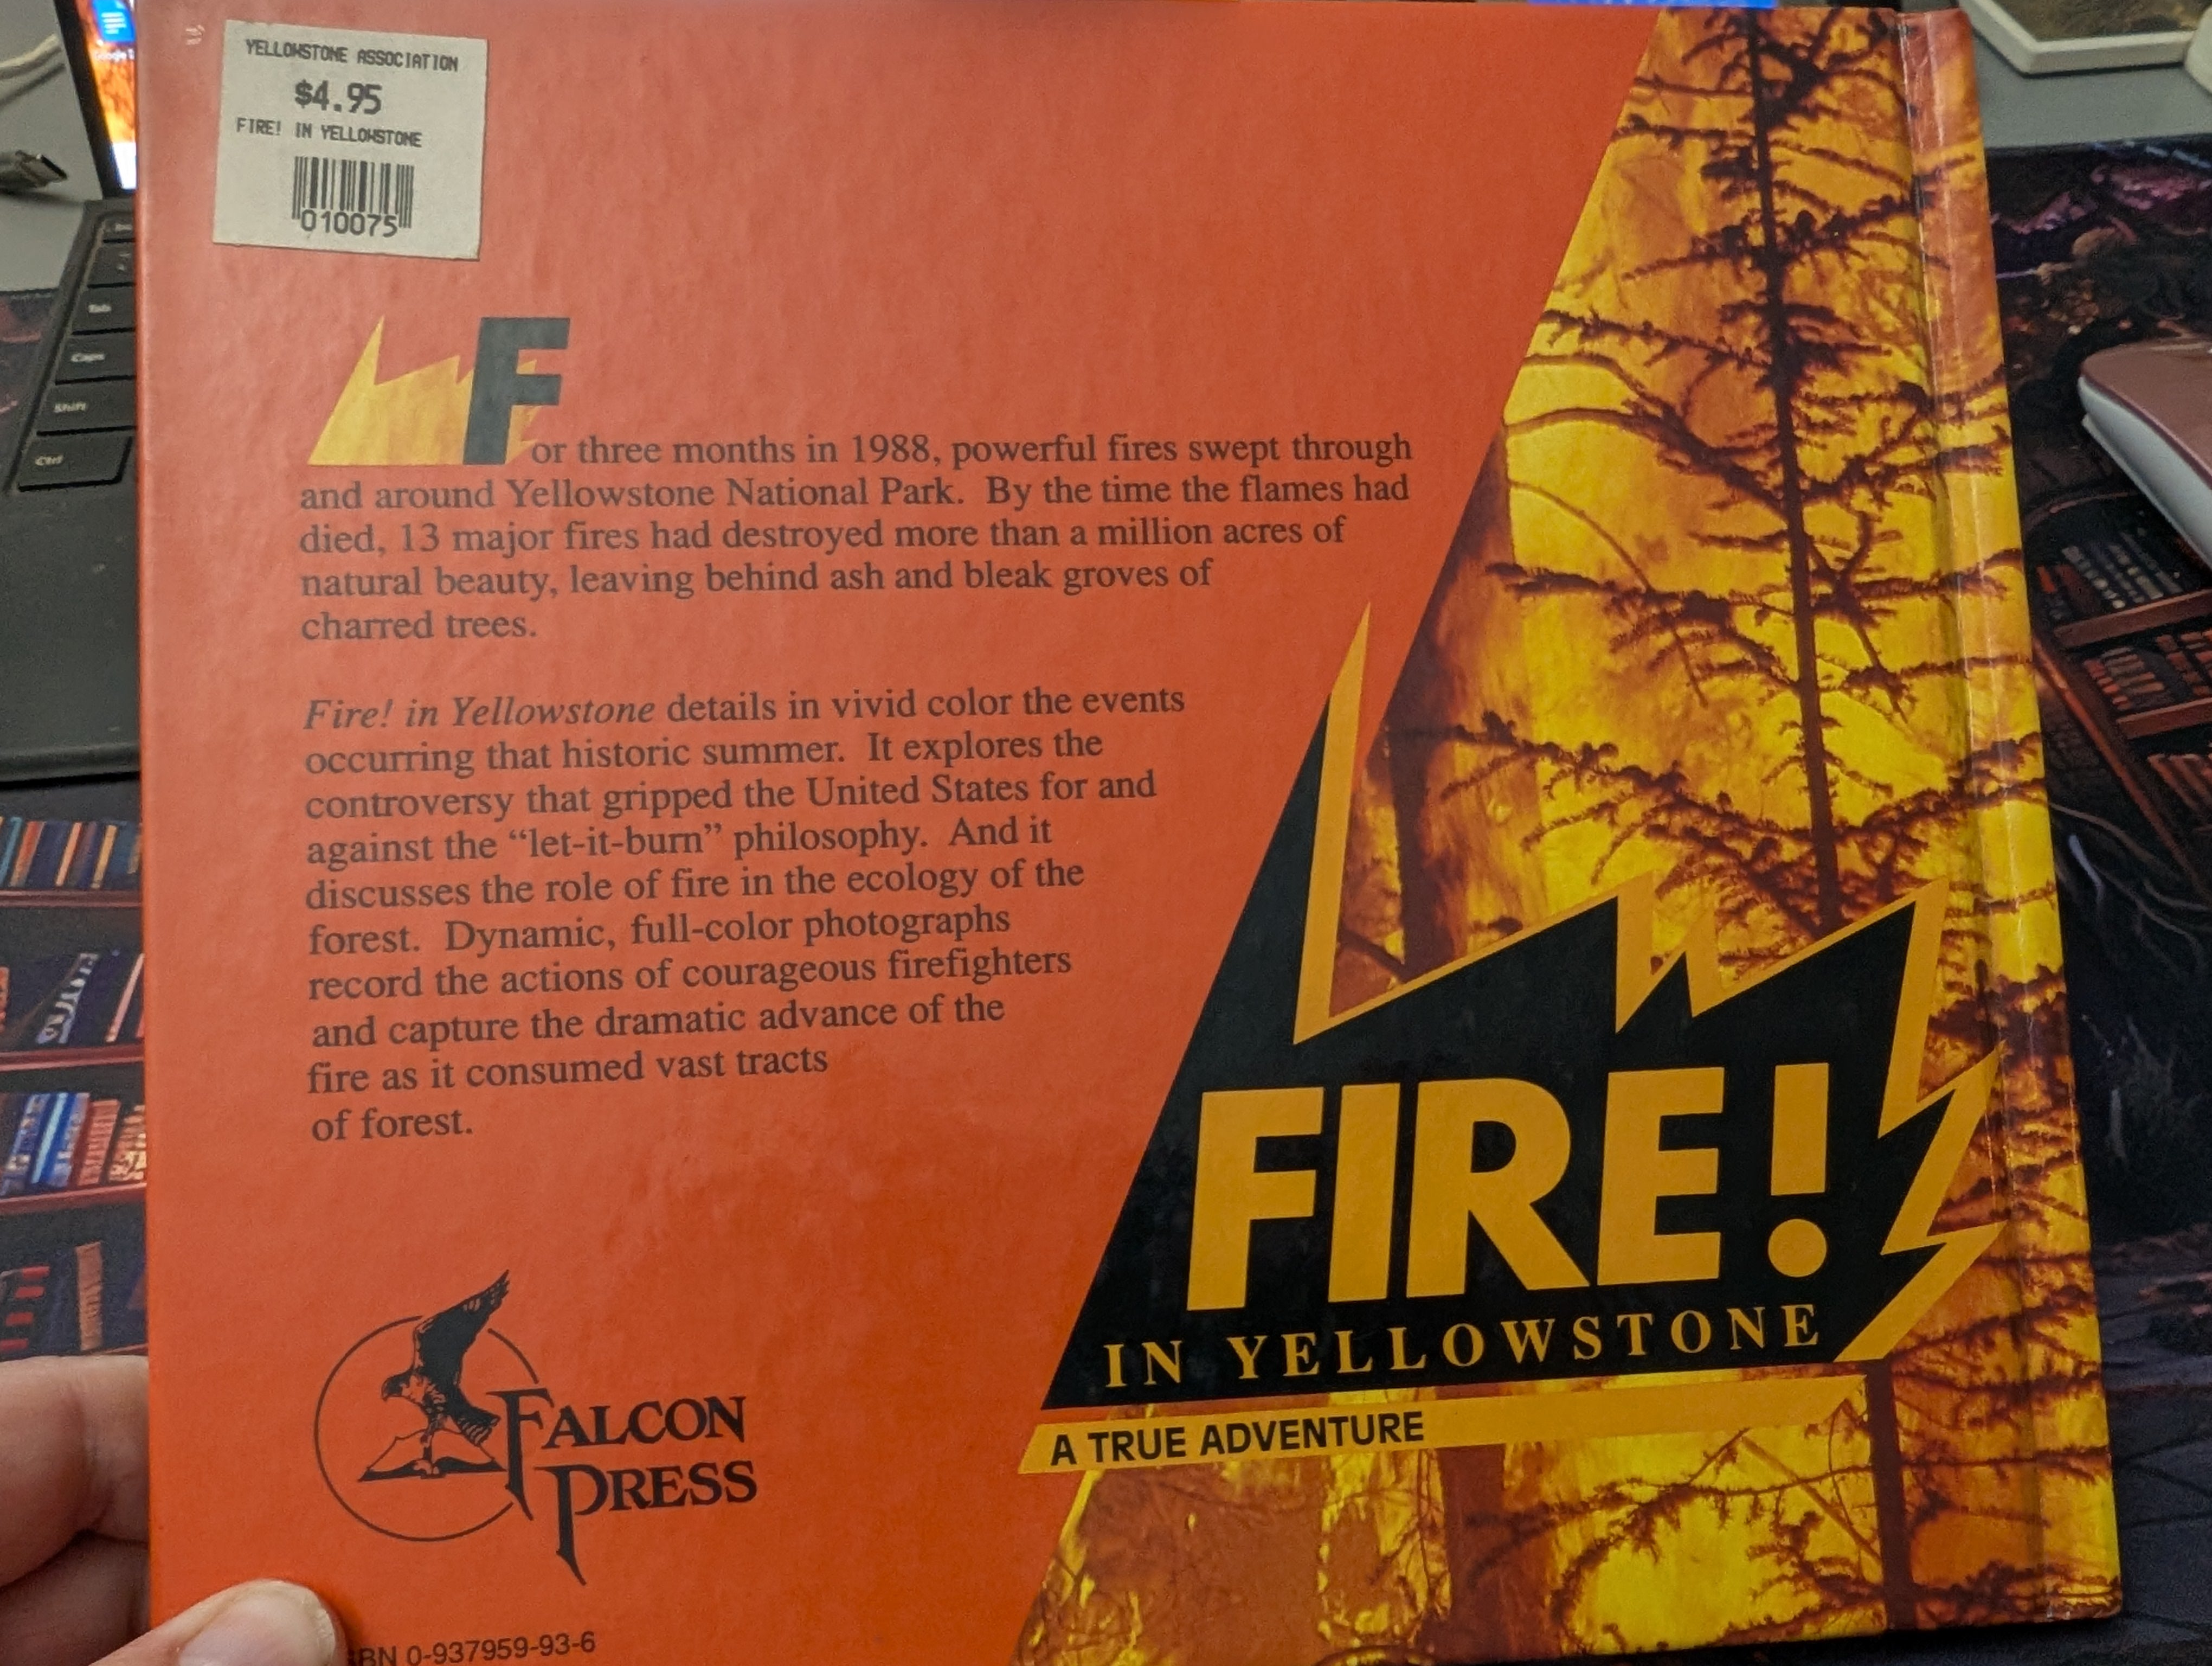 YELLOWSTONE ASSOCIATION
$4.95
FIRE! IN YELLOWSTONE
010075
For three months in 1988, powerful fires swept through
and around Yellowstone National Park. By the time the flames had
died, 13 major fires had destroyed more than a million acres of
natural beauty, leaving behind ash and bleak groves of
charred trees.
Fire! in Yellowstone details in vivid color the events
occurring that historic summer. It explores the
controversy that gripped the United States for and
against the “let-it-burn” philosophy. And it
discusses the role of fire in the ecology of the
forest. Dynamic, full-color photographs
record the actions of courageous firefighters
and capture the dramatic advance of the
fire as it consumed vast tracts
of forest.
FIRE!
IN YELLOWSTONE
A TRUE ADVENTURE
FALCON
PRESS
BN 0-937959-93-6
Tab
Caps
Shift
Ctrl